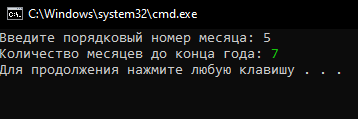 C:\Windows\system32\cmd.exe
Введите порядковый номер месяца: 5
Количество месяцев до конца года: 7
Для продолжения нажмите любую клавишу . . .